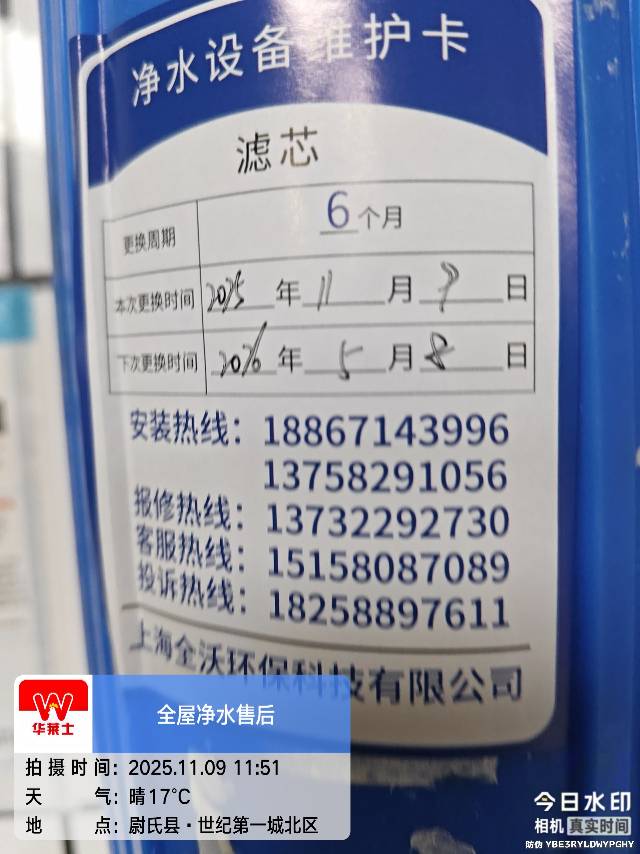 净水设备维护卡
滤芯
更换周期 6个月
本次更换时间 2025年11月9日
下次更换时间 2026年5月8日
安装热线：18867143996
13758291056
报修热线：13732292730
客服热线：15158087089
投诉热线：18258897611
上海全沃环保科技有限公司
华莱士
全屋净水售后
拍摄时间：2025.11.09 11:51
天气：晴17℃
地点：尉氏县·世纪第一城北区
今日水印
相机 真实时间
防伪 YBE3RYLDWYPGHY